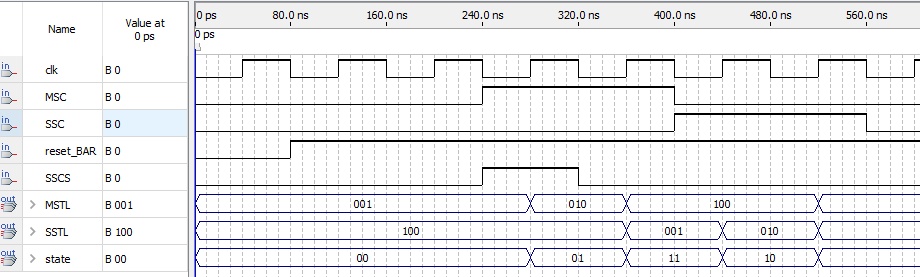 Name
Value at
0 ps
0 ps 80.0 ns 160.0 ns 240.0 ns 320.0 ns 400.0 ns 480.0 ns 560.0 ns
0 ps
in clk B 0
in MSC B 0
in SSC B 0
in reset_BAR B 0
in SSCS B 0
out > MSTL B 001 001 010 100
out > SSTL B 100 100 001 010
out > state B 00 00 01 11 10